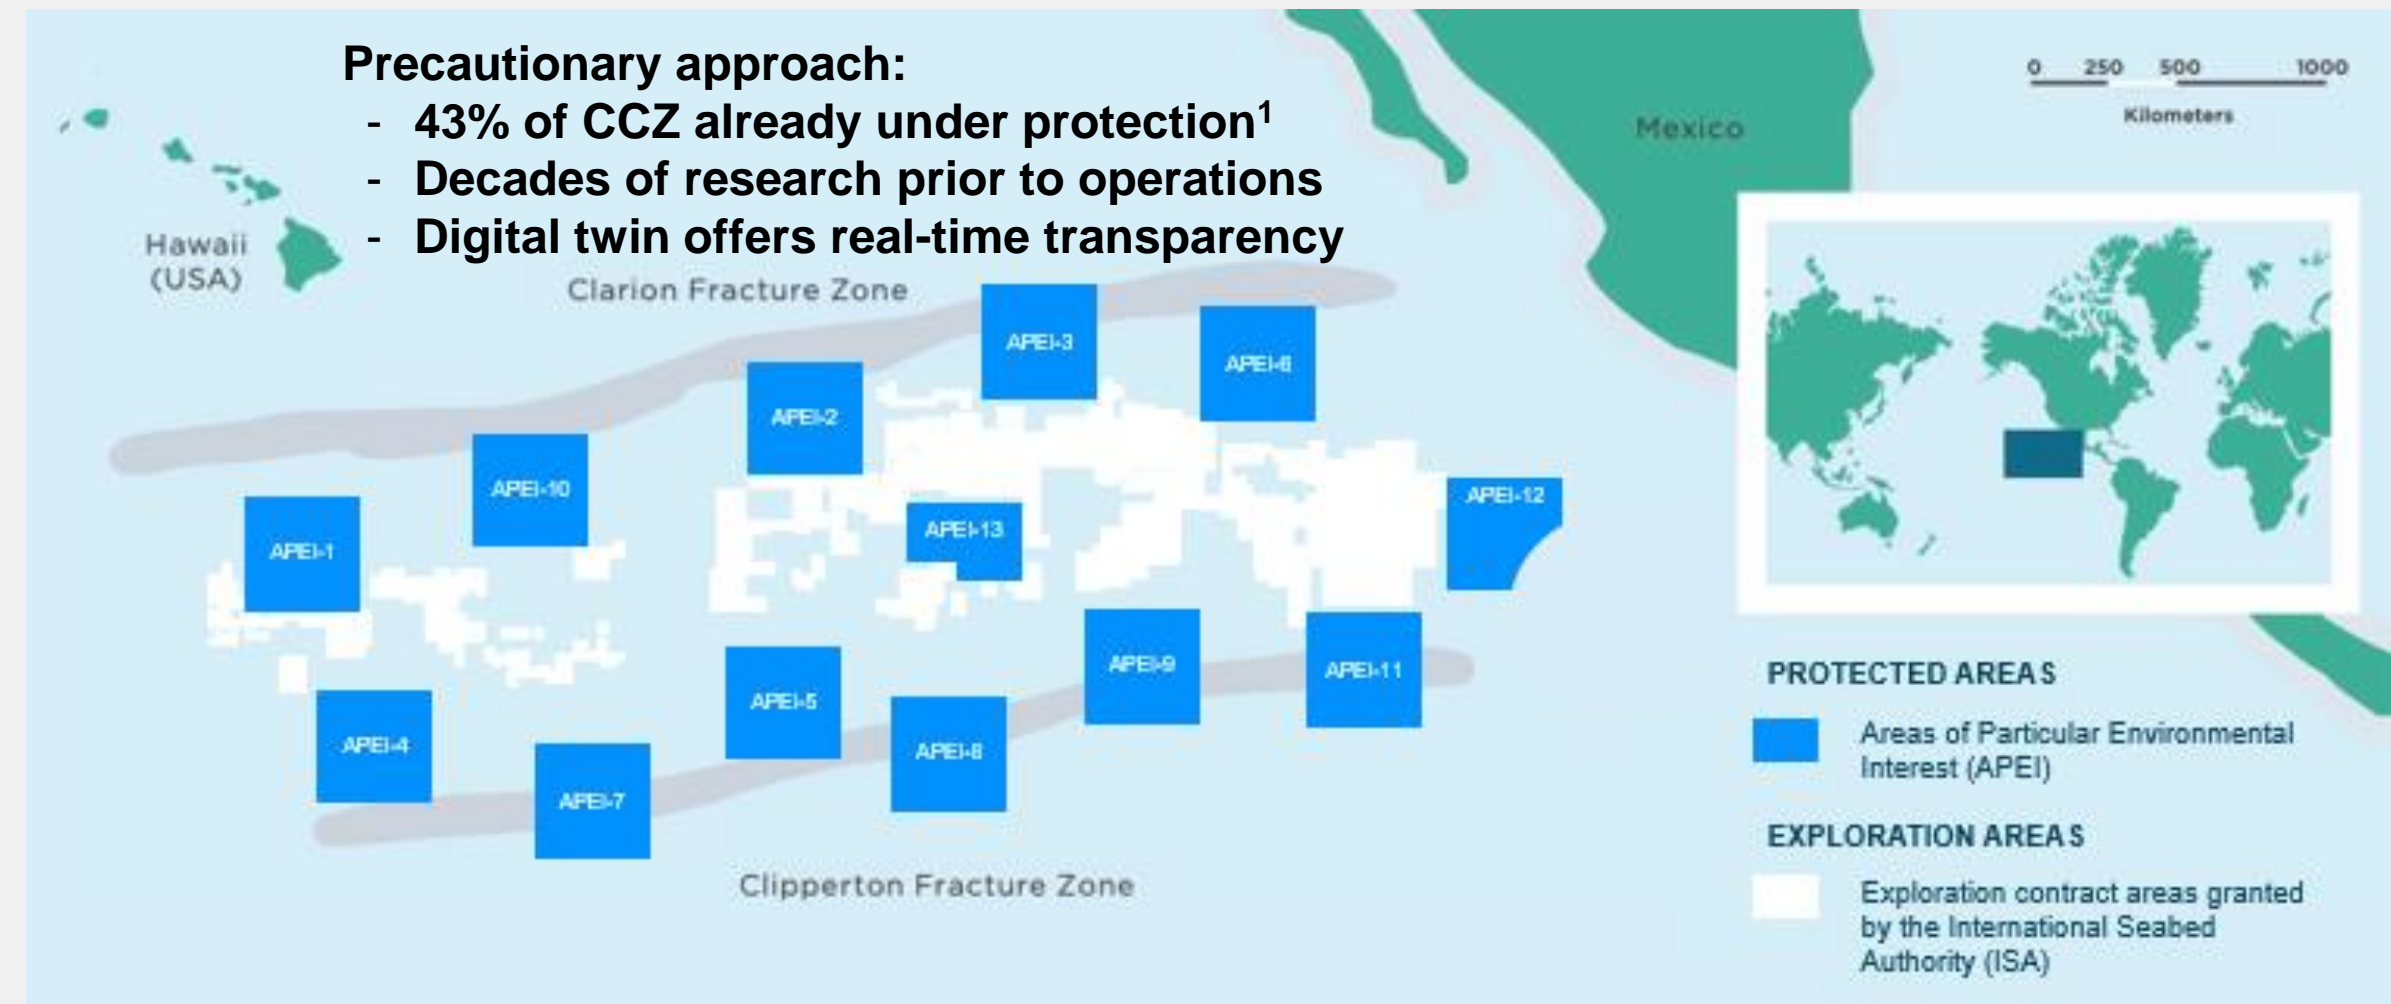 Precautionary approach:
- 43% of CCZ already under protection¹
- Decades of research prior to operations
- Digital twin offers real-time transparency
0 250 500 1000
Kilometers
Mexico
Hawaii
(USA)
Clarion Fracture Zone
APEI-3
APEI-6
APEI-2
APEI-10
APEI-12
APEI-13
APEI-1
APEI-9
APEI-11
APEI-5
APEI-4
APEI-8
APEI-7
Clipperton Fracture Zone
PROTECTED AREAS
Areas of Particular Environmental
Interest (APEI)
EXPLORATION AREAS
Exploration contract areas granted
by the International Seabed
Authority (ISA)